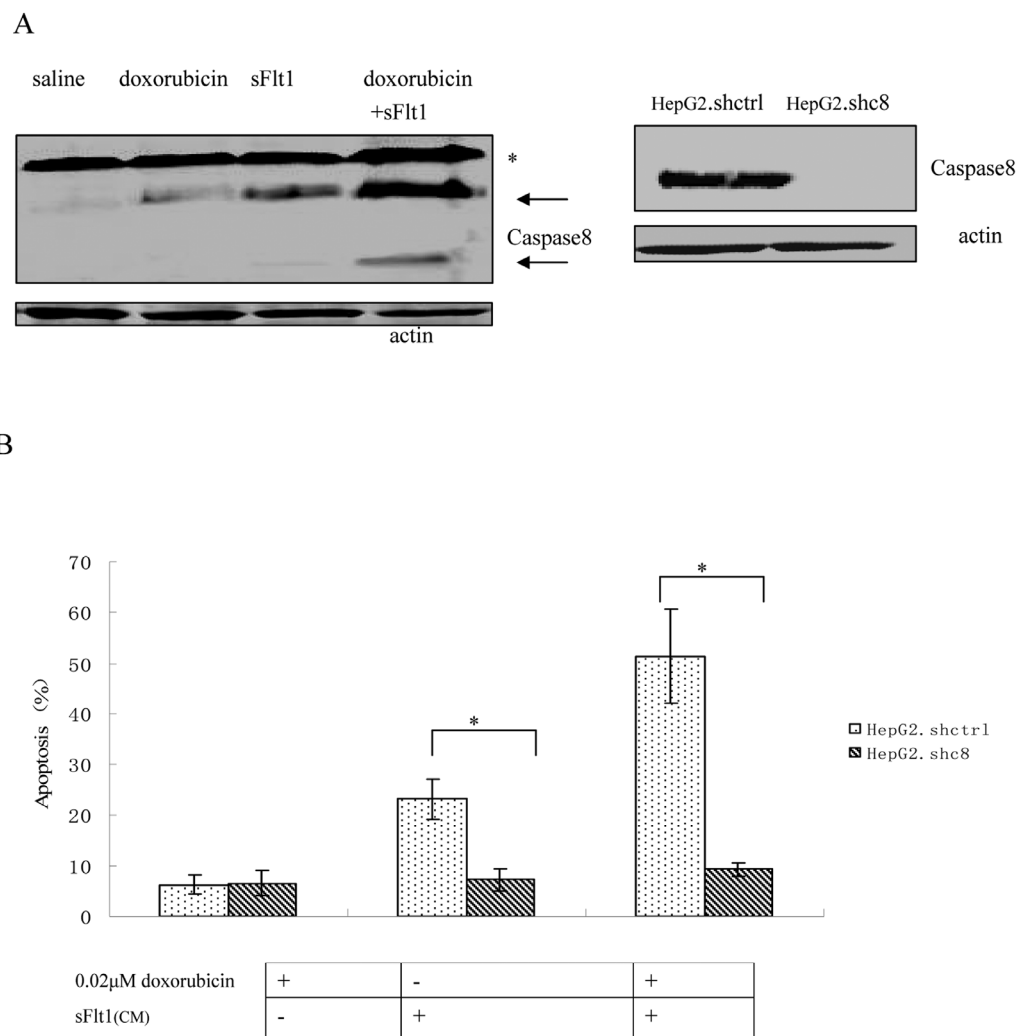 A
saline doxorubicin sFlt1 doxorubicin
+sFlt1
*
Caspase8
actin
HepG2.shctrl HepG2.shc8
Caspase8
actin
B
Apoptosis (%)
70
60
50
40
30
20
10
0
*
*
HepG2.shctrl
HepG2.shc8
0.02μM doxorubicin + - +
sFlt1(CM) - + +